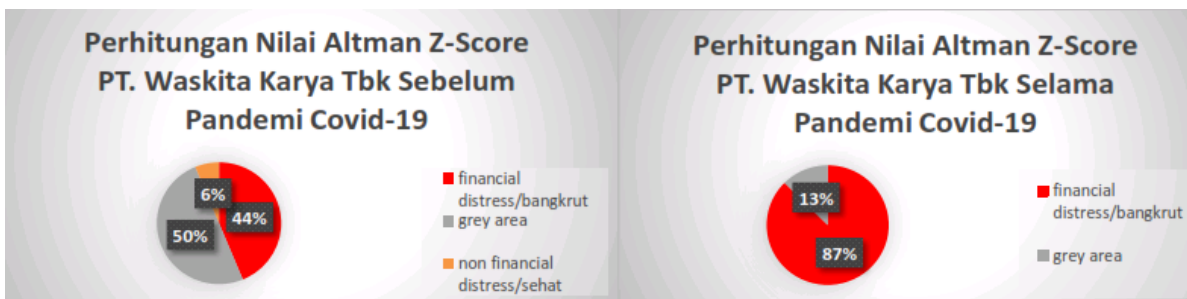 Perhitungan Nilai Altman Z-Score
PT. Waskita Karya Tbk Sebelum
Pandemi Covid-19
6%
44%
50%
financial
distress/bangkrut
grey area
non financial
distress/sehat
Perhitungan Nilai Altman Z-Score
PT. Waskita Karya Tbk Selama
Pandemi Covid-19
13%
87%
financial
distress/bangkrut
grey area